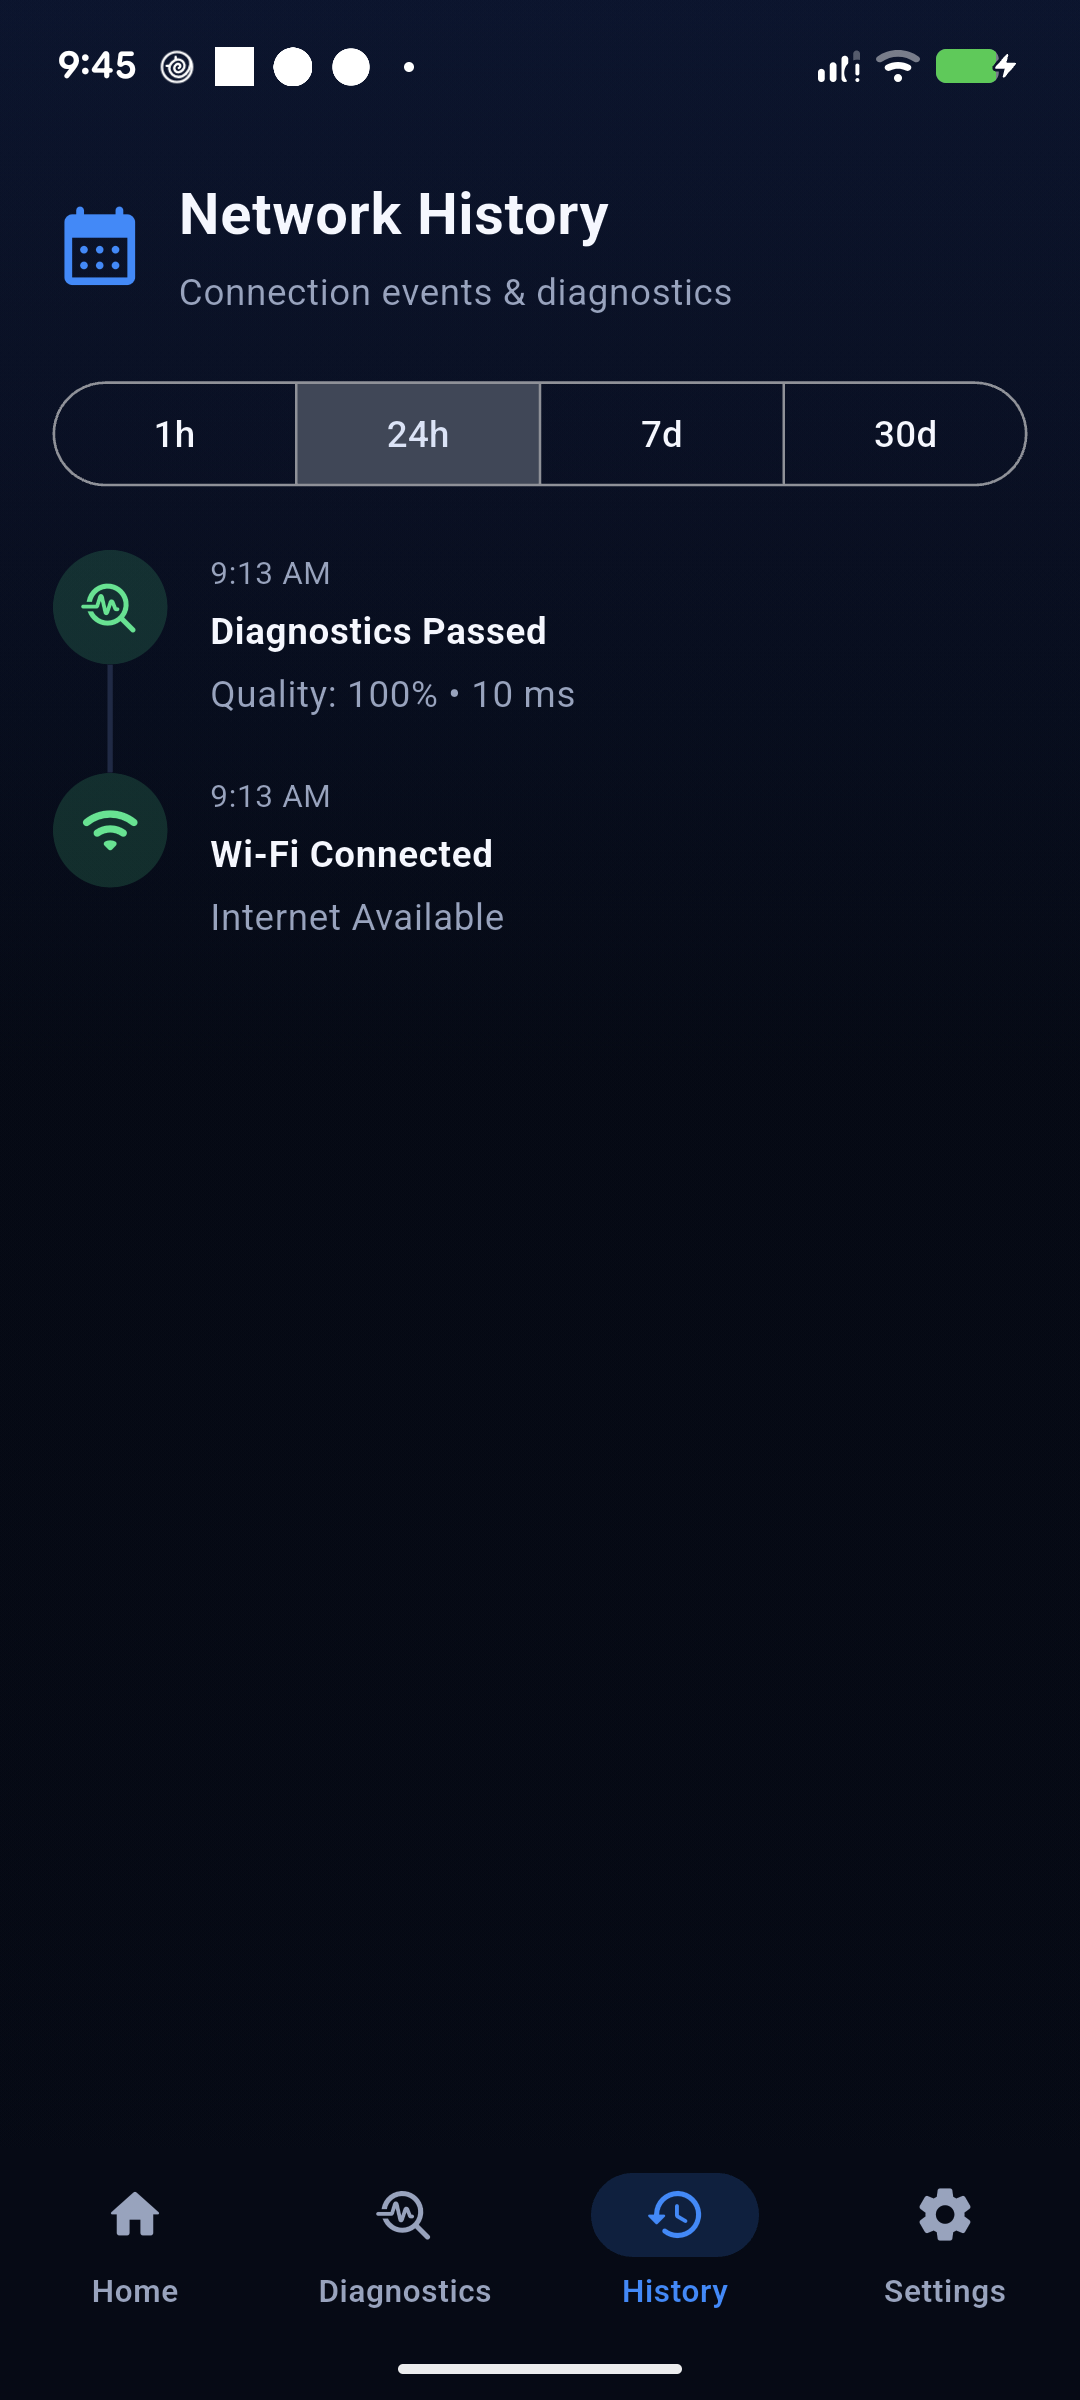 9:45
Network History
Connection events & diagnostics
1h 24h 7d 30d
9:13 AM
Diagnostics Passed
Quality: 100% • 10 ms
9:13 AM
Wi-Fi Connected
Internet Available
Home Diagnostics History Settings